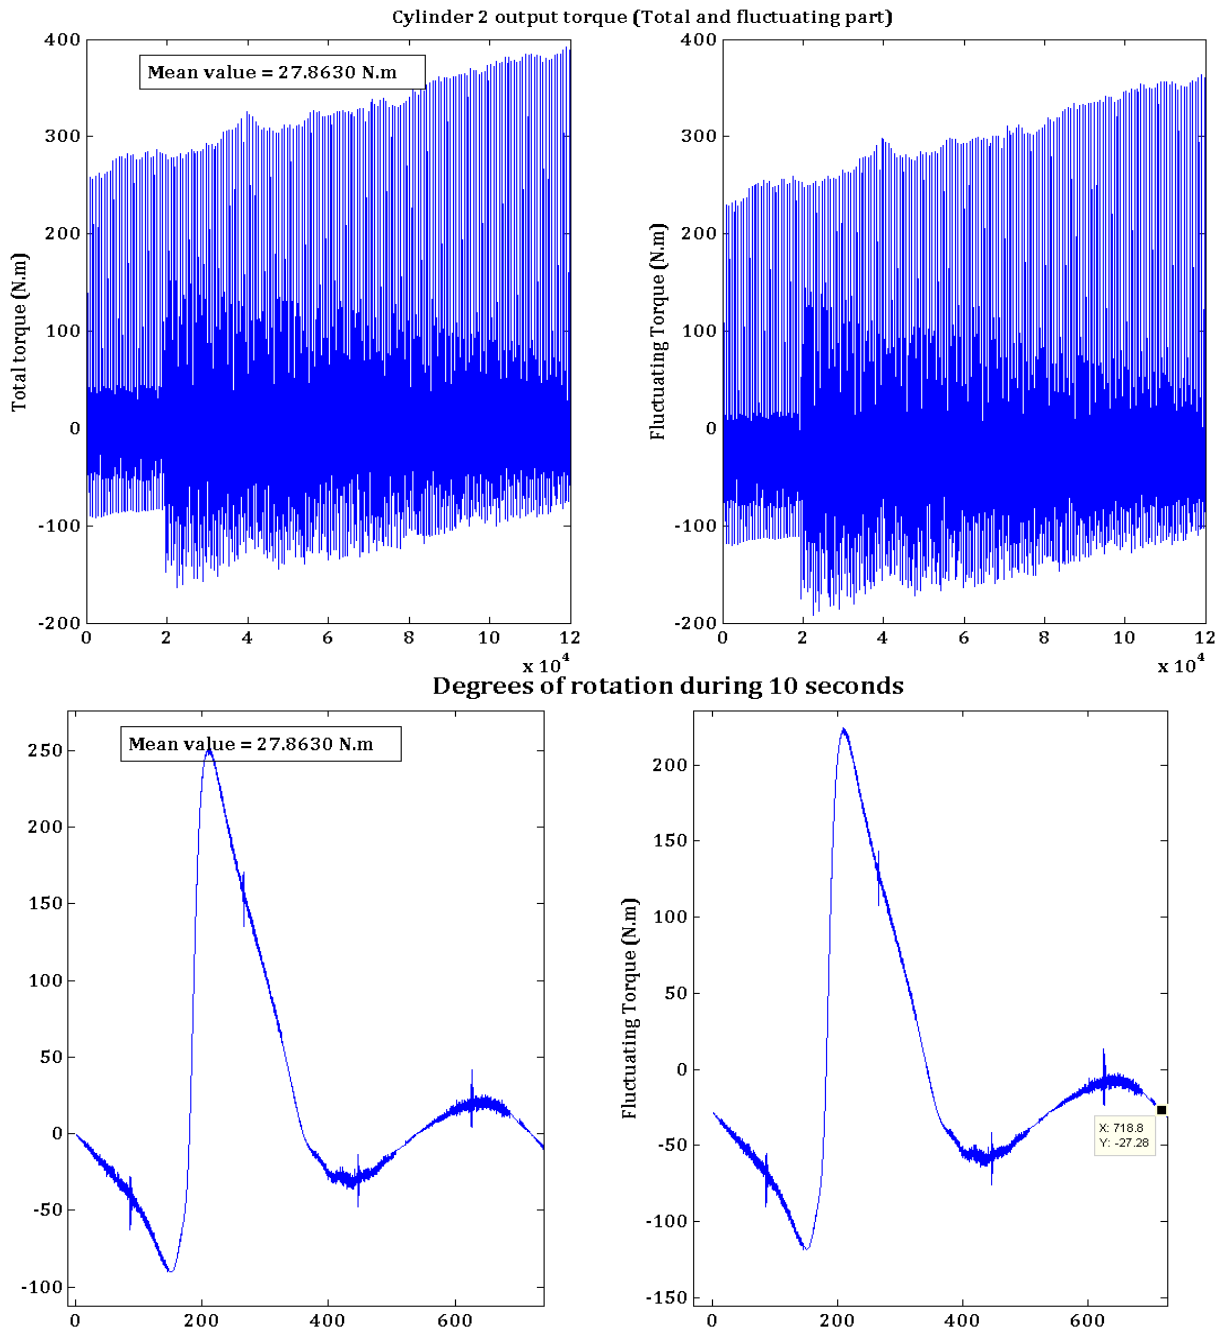 Cylinder 2 output torque (Total and fluctuating part)
Mean value = 27.8630 N.m
Total torque (N.m)
400
300
200
100
0
-100
-200
0 2 4 6 8 10 12
x 10^4
Fluctuating Torque (N.m)
400
300
200
100
0
-100
-200
0 2 4 6 8 10 12
x 10^4
Degrees of rotation during 10 seconds
Mean value = 27.8630 N.m
250
200
150
100
50
0
-50
-100
0 200 400 600
Fluctuating Torque (N.m)
200
150
100
50
0
-50
-100
-150
0 200 400 600
X: 718.8
Y: -27.28